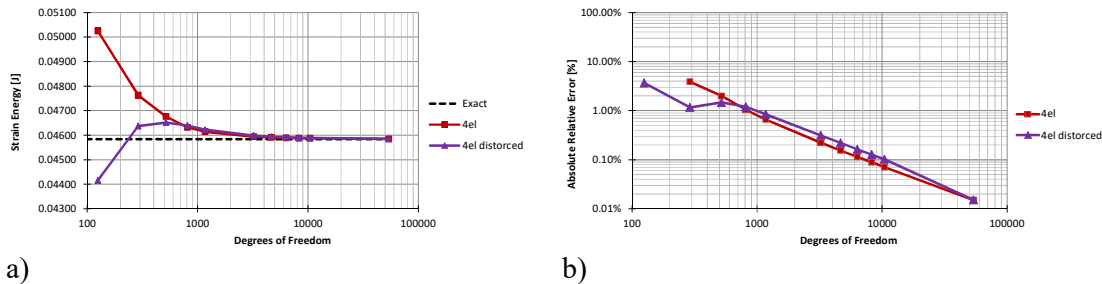 0.05100
0.05000
0.04900
0.04800
0.04700
0.04600
0.04500
0.04400
0.04300
Strain Energy [J]
100 1000 10000 100000
Degrees of Freedom
Exact
4el
4el distorced
a)
100.00%
10.00%
1.00%
0.10%
0.01%
Absolute Relative Error [%]
100 1000 10000 100000
Degrees of Freedom
4el
4el distorced
b)